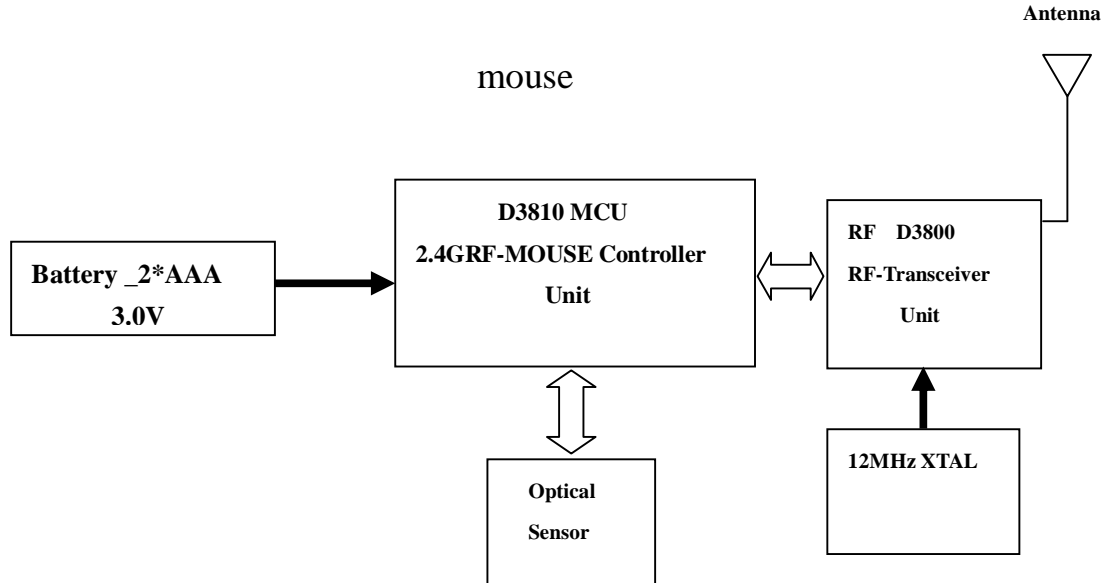 Antenna
mouse
D3810 MCU
2.4GRF-MOUSE Controller
Unit
RF D3800
RF-Transceiver
Unit
Battery _2*AAA
3.0V
12MHz XTAL
Optical
Sensor